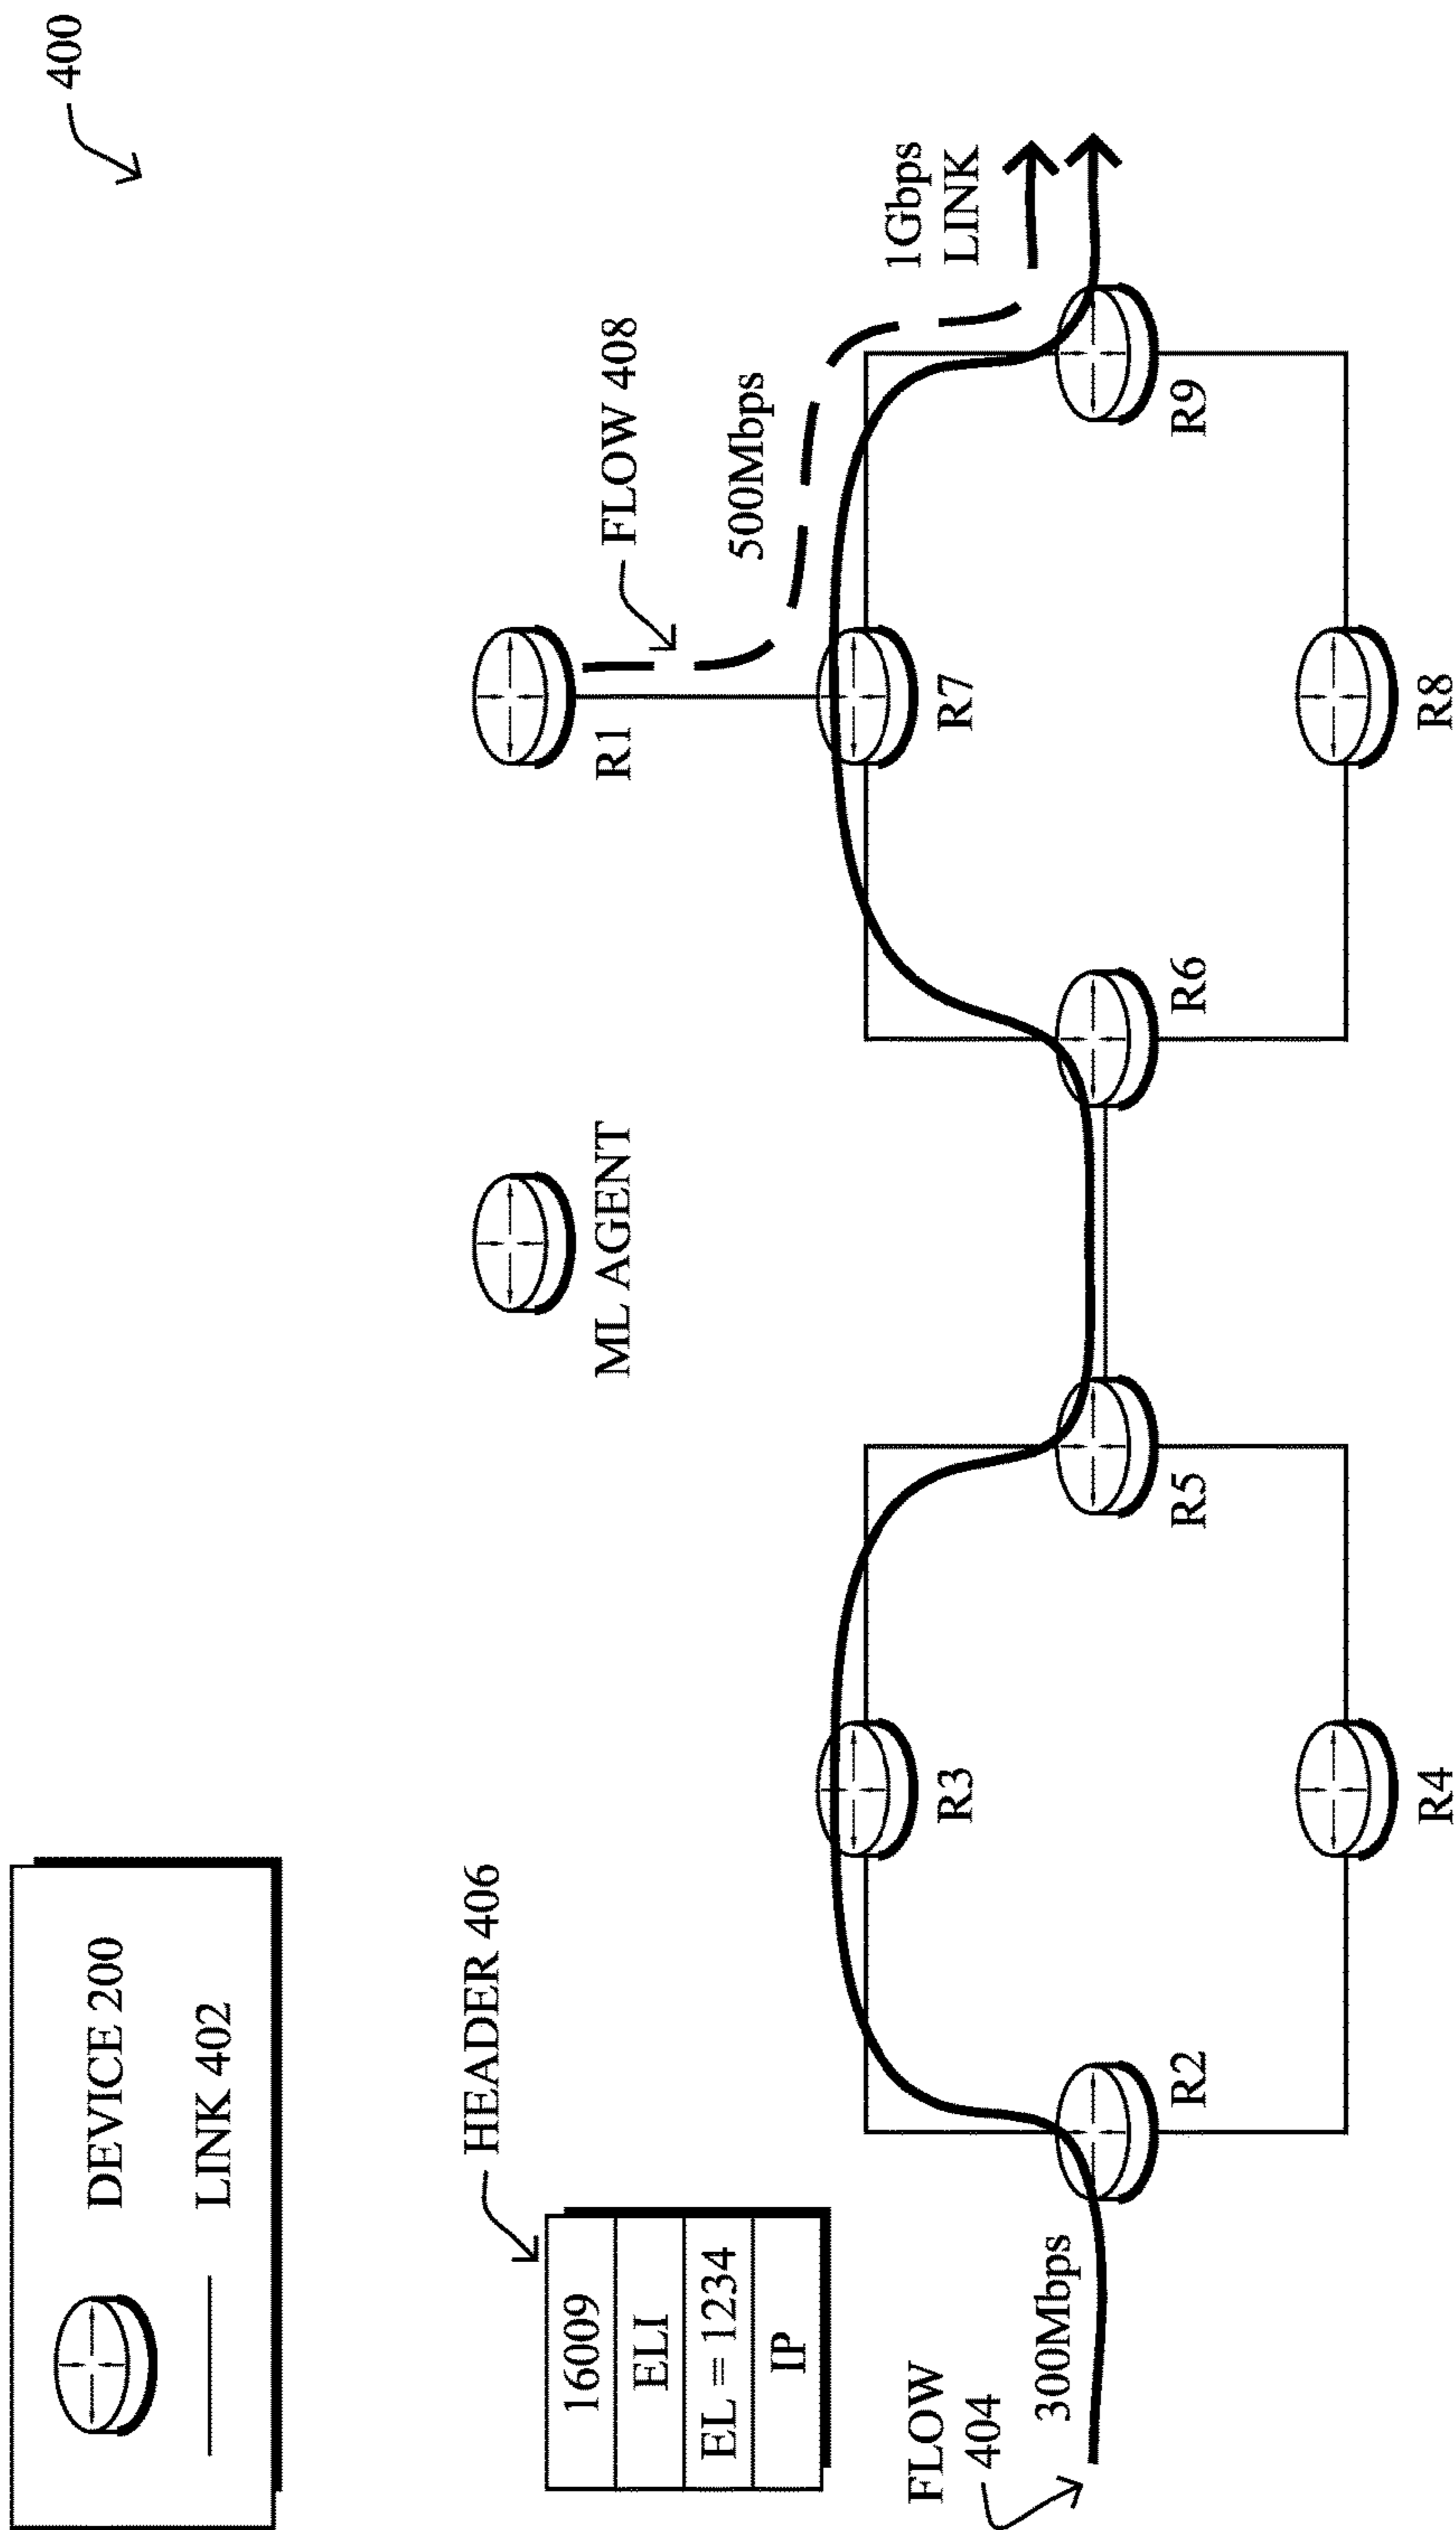 400
DEVICE 200
LINK 402
HEADER 406
16009
ELI
EL = 1234
IP
ML AGENT
R1
FLOW 408
500Mbps
1Gbps
LINK
FLOW
404
300Mbps
R2
R3
R4
R5
R6
R7
R8
R9